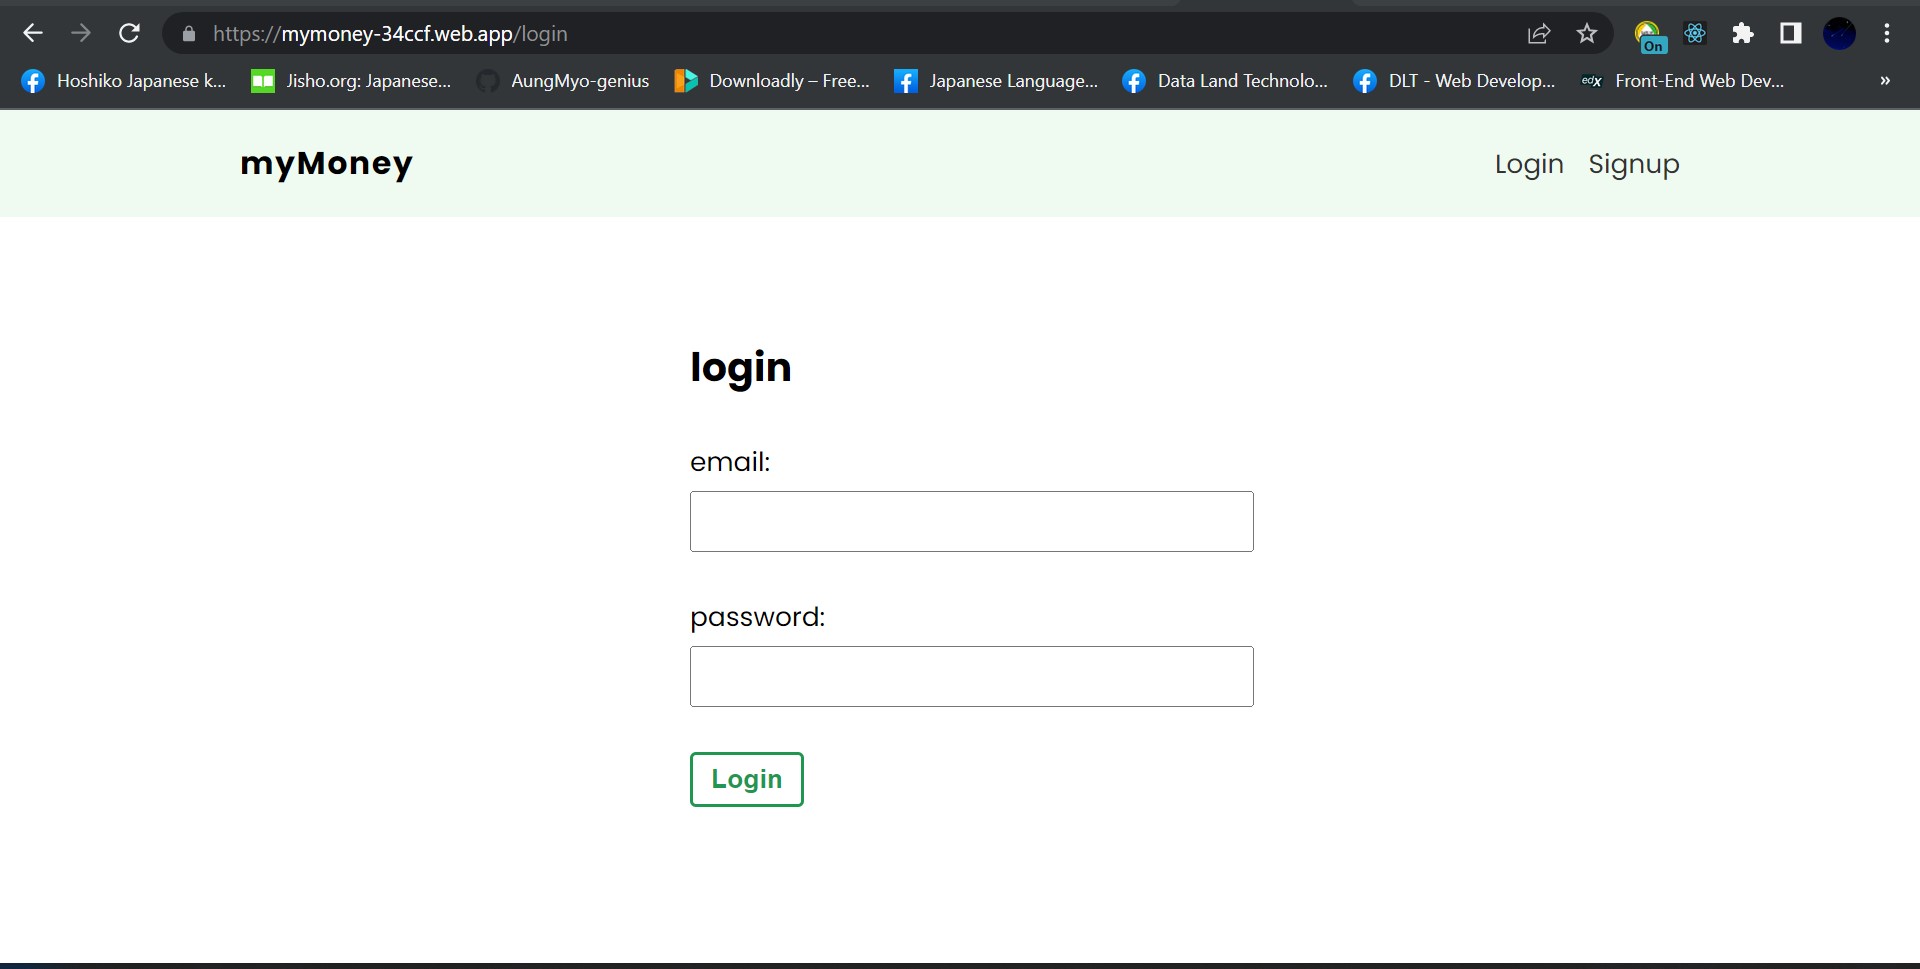 https://mymoney-34ccf.web.app/login
On
Hoshiko Japanese k... Jisho.org: Japanese... AungMyo-genius Downloadly – Free... Japanese Language... Data Land Technolo... DLT - Web Develop... edX Front-End Web Dev... »
myMoney Login Signup
login
email:
password:
Login